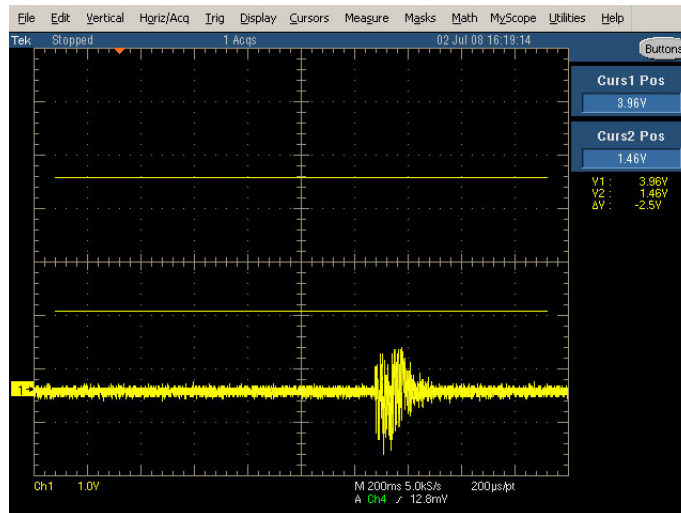 File Edit Vertical Horiz/Acq Trig Display Cursors Measure Masks Math MyScope Utilities Help
Tek Stopped 1 Acqs 02 Jul 08 16:19:14
Buttons
Curs1 Pos
3.96V
Curs2 Pos
1.46V
V1 : 3.96V
V2 : 1.46V
ΔV : -2.5V
1
Ch1 1.0V M 200ms 5.0kS/s 200µs/pt
A Ch4 / 12.8mV